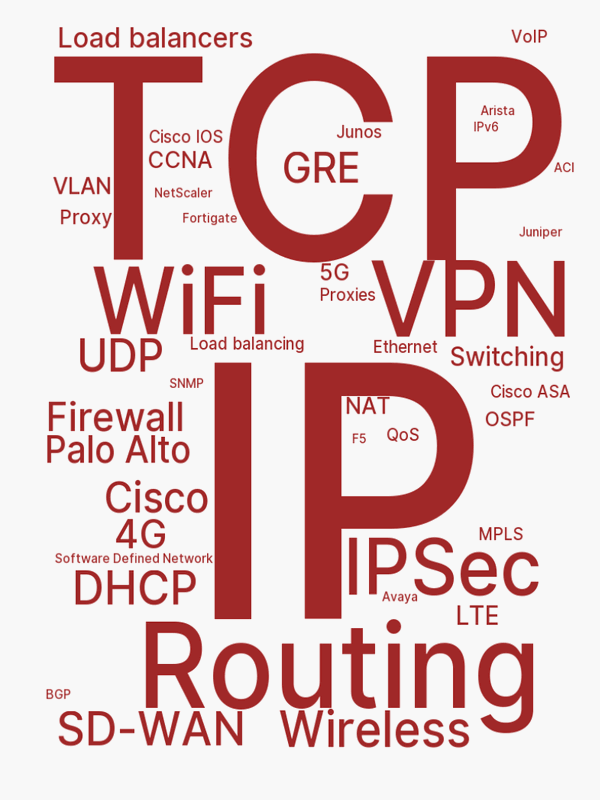 Load balancers
VoIP
TCP
Arista
IPv6
Junos
Cisco IOS
CCNA
GRE
ACI
VLAN
NetScaler
Proxy
Fortigate
Juniper
WiFi
5G
Proxies
VPN
UDP
Load balancing
Ethernet
Switching
IP
SNMP
Cisco ASA
NAT
OSPF
Firewall
F5
QoS
Palo Alto
Cisco
4G
MPLS
Software Defined Network
IPSec
DHCP
Avaya
LTE
Routing
BGP
SD-WAN
Wireless